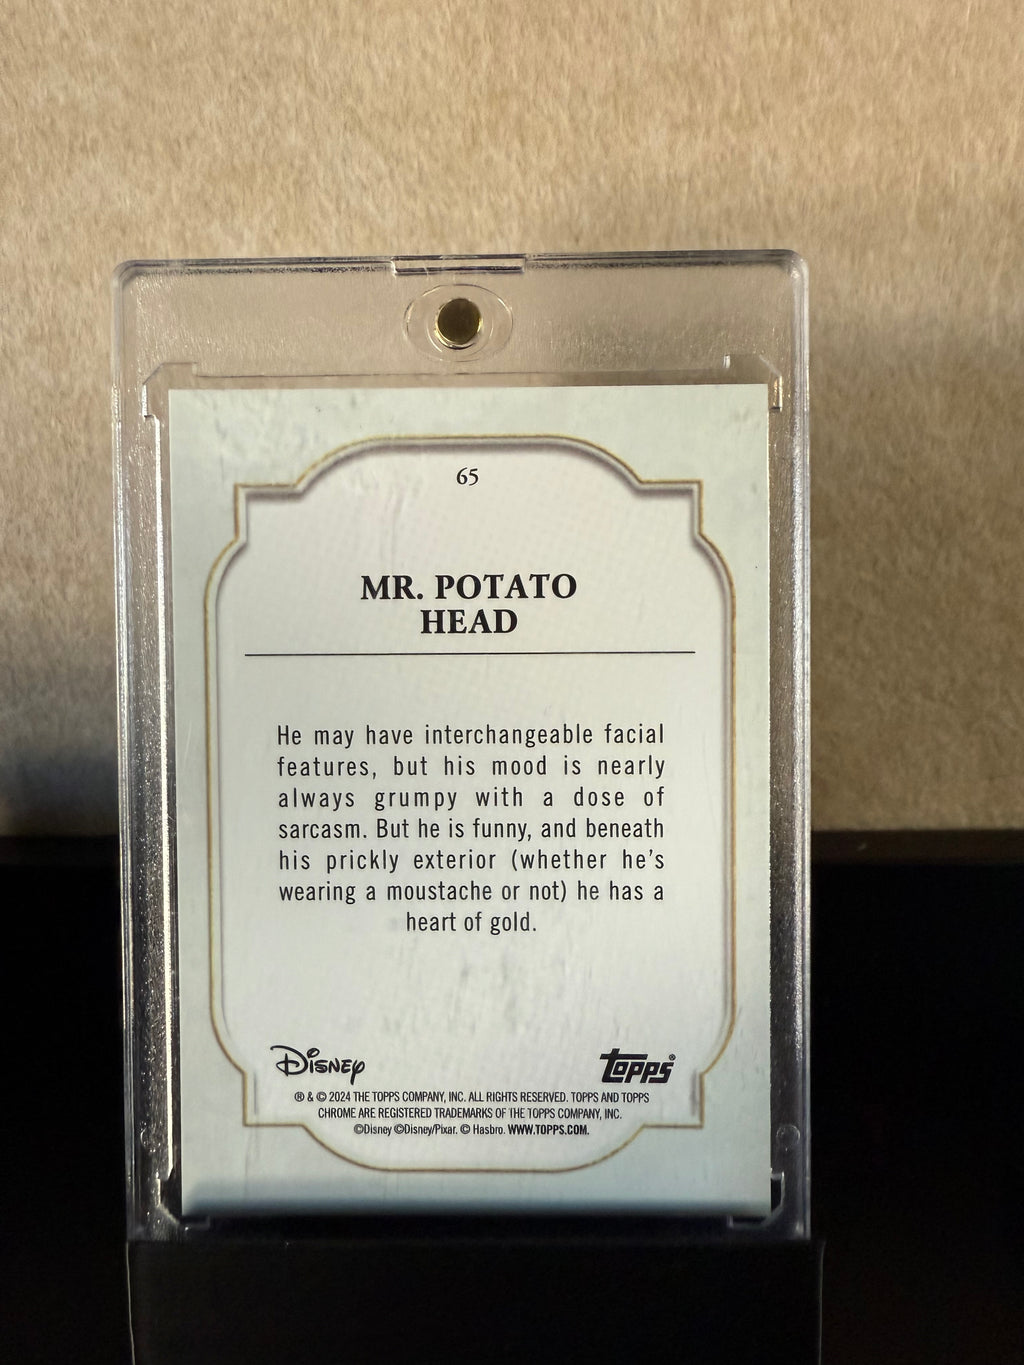 65
MR. POTATO
HEAD
He may have interchangeable facial
features, but his mood is nearly
always grumpy with a dose of
sarcasm. But he is funny, and beneath
his prickly exterior (whether he's
wearing a moustache or not) he has a
heart of gold.
Disney
topps®
® & © 2024 THE TOPPS COMPANY, INC. ALL RIGHTS RESERVED. TOPPS AND TOPPS
CHROME ARE REGISTERED TRADEMARKS OF THE TOPPS COMPANY, INC.
©Disney ©Disney/Pixar. © Hasbro. WWW.TOPPS.COM.